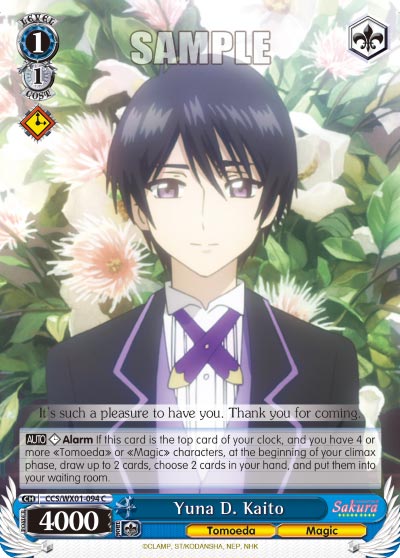 LEVEL
1
SAMPLE
1
COST
It's such a pleasure to have you. Thank you for coming.
AUTO Alarm If this card is the top card of your clock, and you have 4 or
more «Tomoeda» or «Magic» characters, at the beginning of your climax
phase, draw up to 2 cards, choose 2 cards in your hand, and put them into
your waiting room.
CH CCS/WX01-094 C
POWER 4000 SOUL
Yuna D. Kaito
Sakura
Tomoeda Magic
©CLAMP, ST/KODANSHA, NEP, NHK